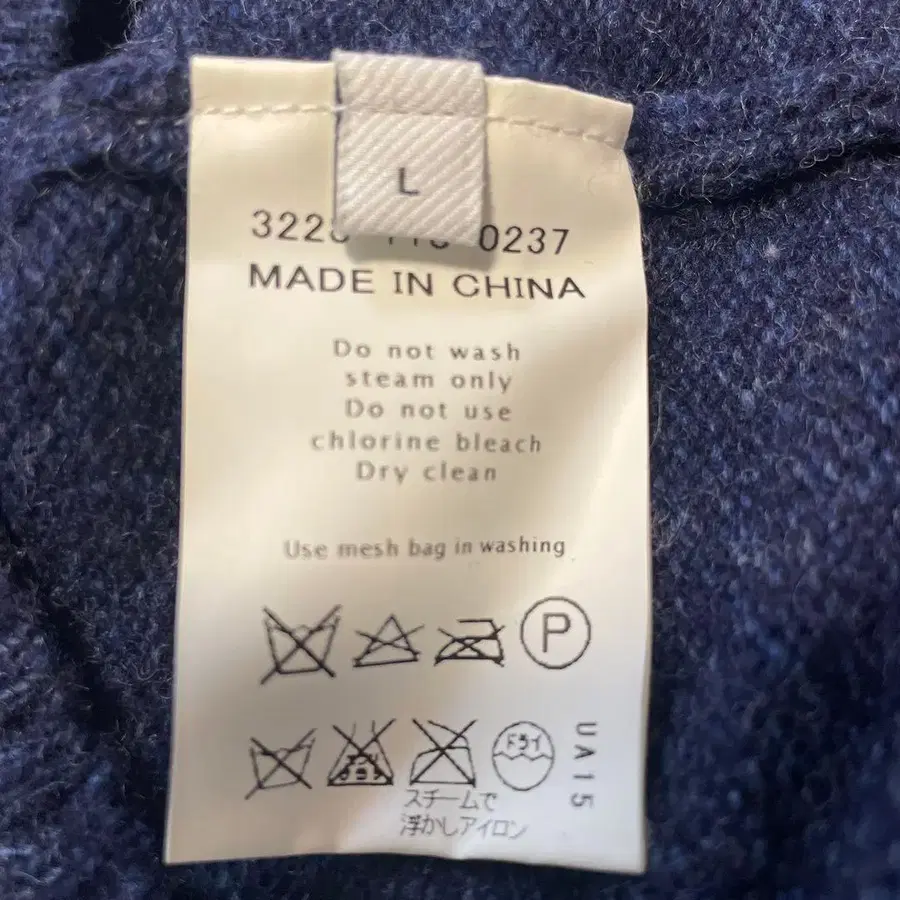 L
0237
MADE IN CHINA
Do not wash
steam only
Do not use
chlorine bleach
Dry clean
Use mesh bag in washing
P
ドライ
UA15
スチームで
浮かしアイロン